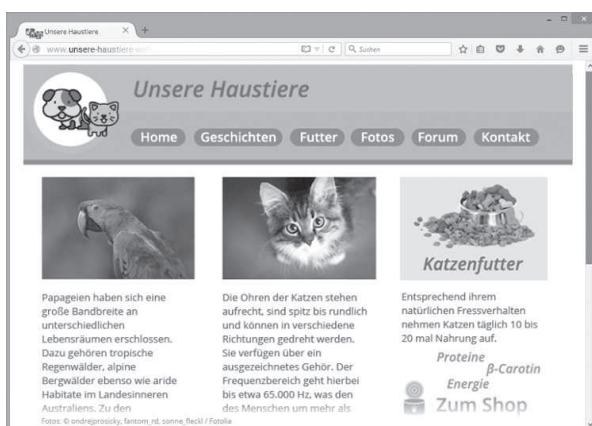 Unsere Haustiere
www.unsere-haustiere
Suchen
Unsere Haustiere
Home Geschichten Futter Fotos Forum Kontakt
Papageien haben sich eine
große Bandbreite an
unterschiedlichen
Lebensräumen erschlossen.
Dazu gehören tropische
Regenwälder, alpine
Bergwälder ebenso wie aride
Habitate im Landesinneren
Australiens. Zu den
Die Ohren der Katzen stehen
aufrecht, sind spitz bis rundlich
und können in verschiedene
Richtungen gedreht werden.
Sie verfügen über ein
ausgezeichnetes Gehör. Der
Frequenzbereich geht hierbei
bis etwa 65.000 Hz, was den
des Menschen um mehr als
Katzenfutter
Entsprechend ihrem
natürlichen Fressverhalten
nehmen Katzen täglich 10 bis
20 mal Nahrung auf.
Proteine
β-Carotin
Energie
Zum Shop
Fotos: © ondrejprosicky, fantom_rd, sonne_fleckl / Fotolia